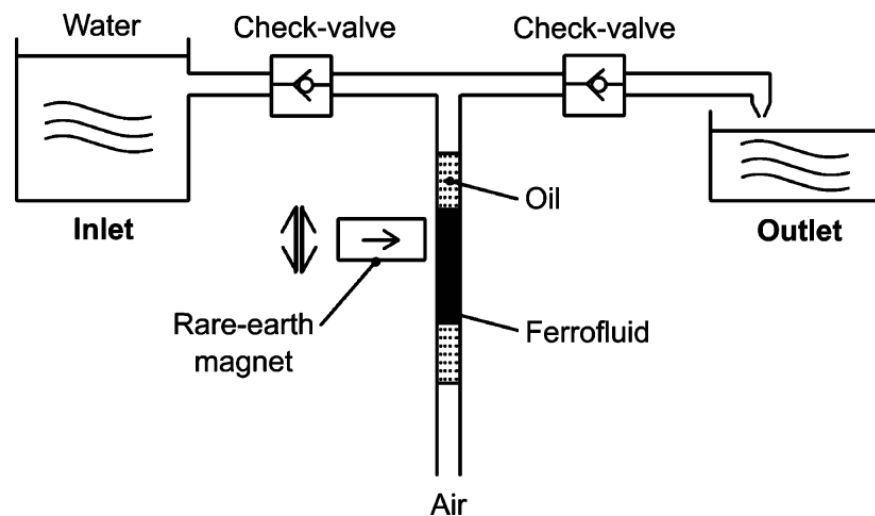 Water
Check-valve
Check-valve
Oil
Inlet
Outlet
Rare-earth
magnet
Ferrofluid
Air